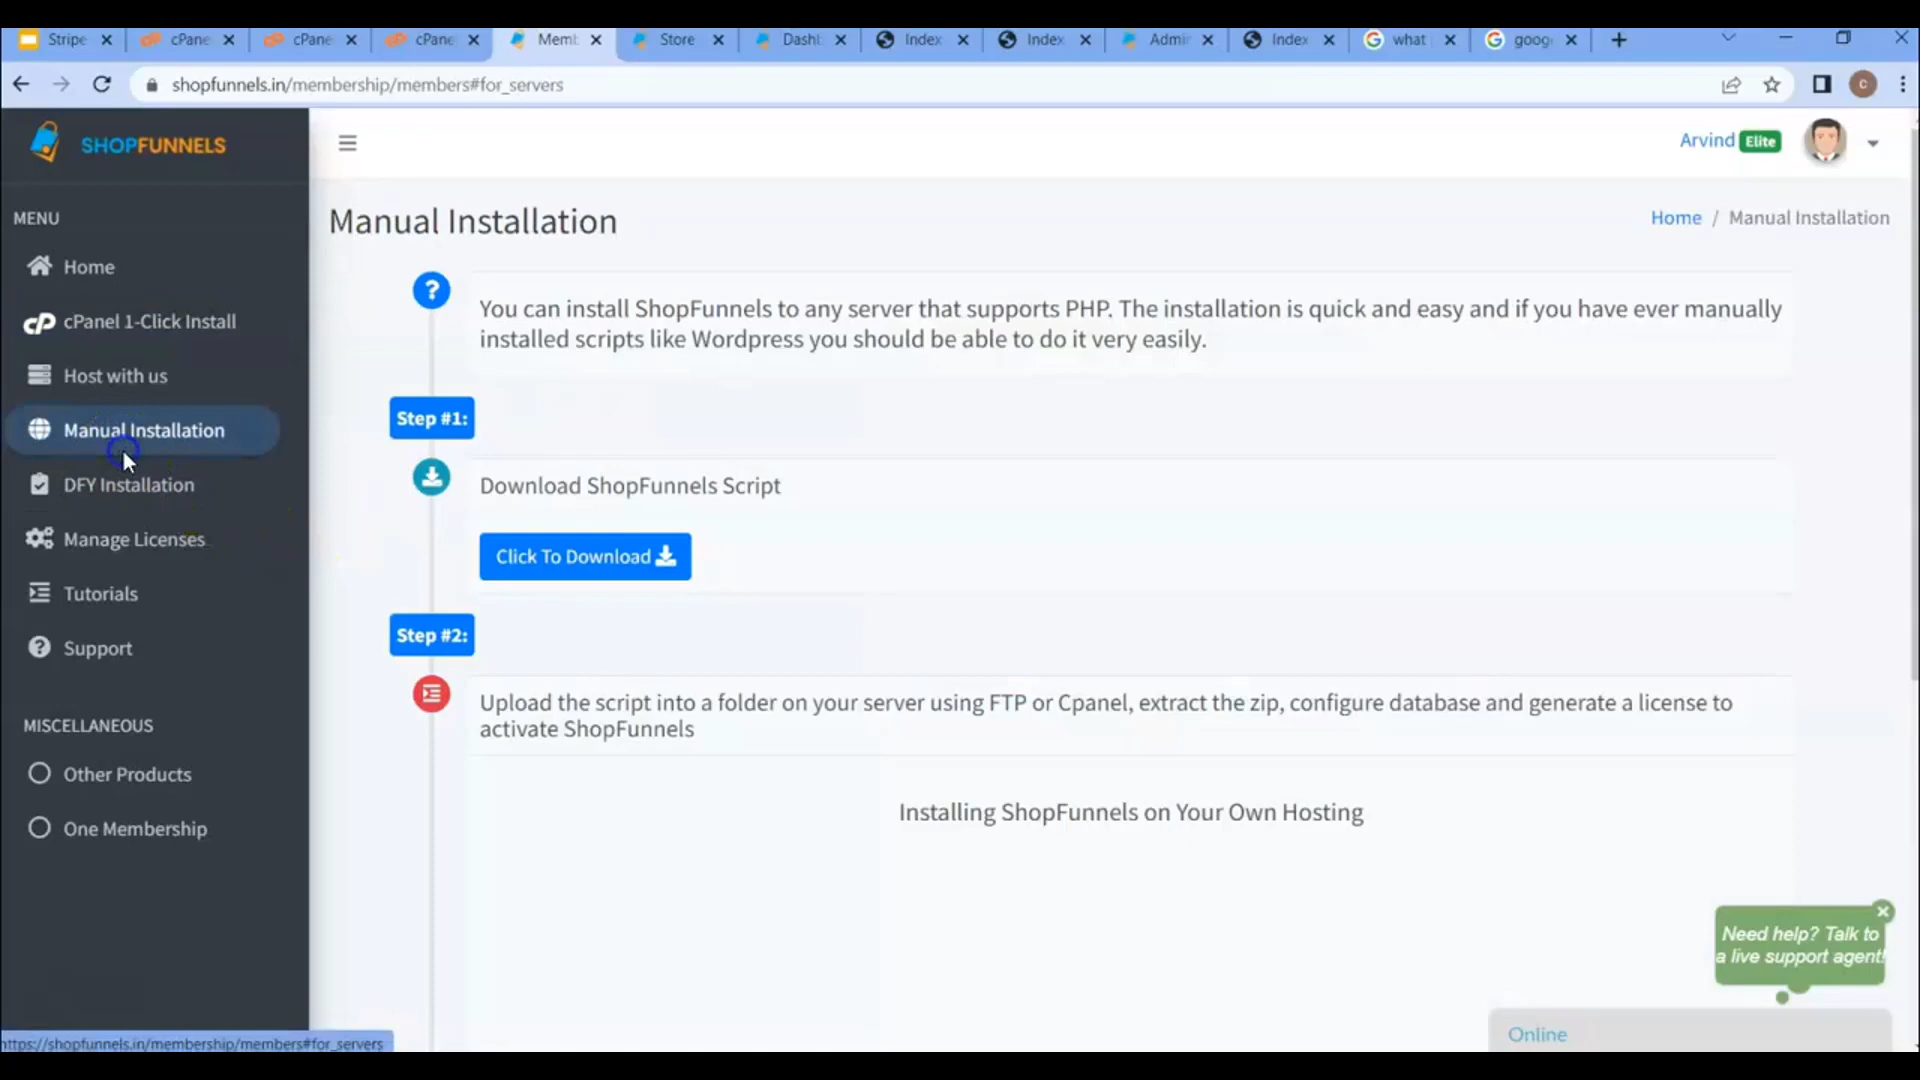 Stripe
cPane
cPane
cPane
Memb
Store
Dashb
Index
Index
Admir
Index
what
goog
shopfunnels.in/membership/members#for_servers
C
SHOPFUNNELS
Arvind Elite
MENU
Home
cPanel 1-Click Install
Host with us
Manual Installation
DFY Installation
Manage Licenses
Tutorials
Support
MISCELLANEOUS
Other Products
One Membership
https://shopfunnels.in/membership/members#for_servers
Manual Installation
Home / Manual Installation
?
You can install ShopFunnels to any server that supports PHP. The installation is quick and easy and if you have ever manually
installed scripts like Wordpress you should be able to do it very easily.
Step #1:
Download ShopFunnels Script
Click To Download
Step #2:
Upload the script into a folder on your server using FTP or Cpanel, extract the zip, configure database and generate a license to
activate ShopFunnels
Installing ShopFunnels on Your Own Hosting
Need help? Talk to
a live support agent!
Online